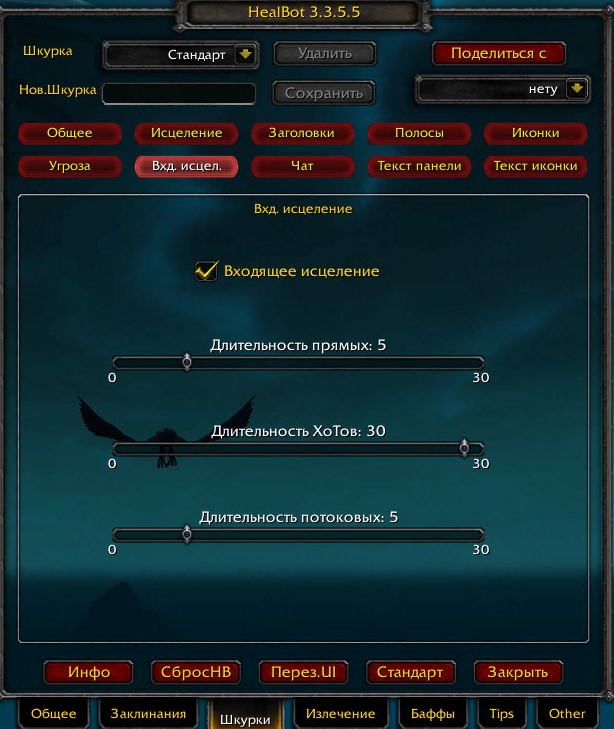 HealBot 3.3.5.5
Шкурка Стандарт Удалить Поделиться с
Нов.Шкурка Сохранить нету
Общее Исцеление Заголовки Полосы Иконки
Угроза Вхд. исцел. Чат Текст панели Текст иконки
Вхд. исцеление
Входящее исцеление
Длительность прямых: 5
0 30
Длительность ХоТов: 30
0 30
Длительность потоковых: 5
0 30
Инфо СбросHB Перез.UI Стандарт Закрыть
Общее Заклинания Шкурки Излечение Баффы Tips Other